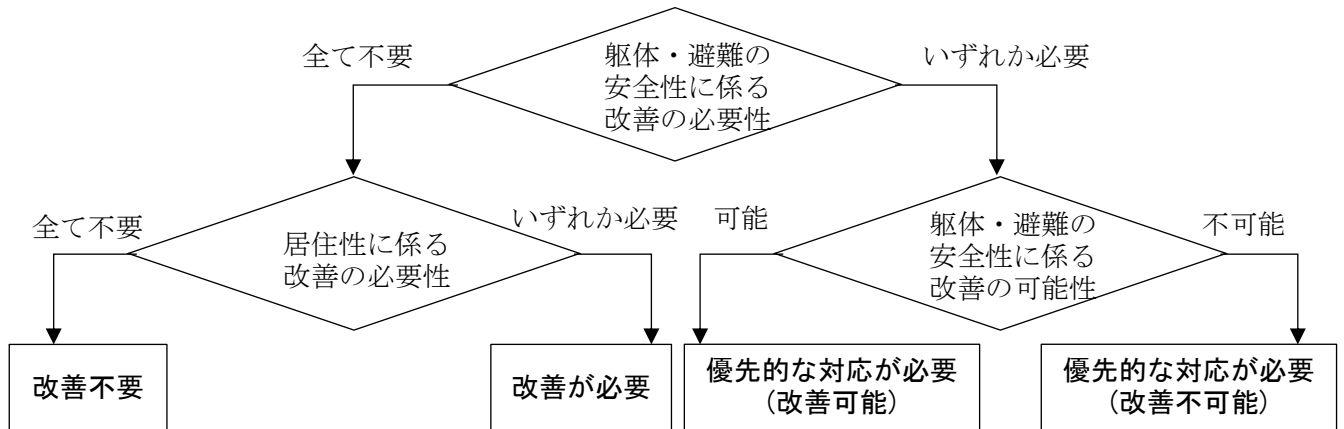 全て不要
躯体・避難の
安全性に係る
改善の必要性
いずれか必要
全て不要
居住性に係る
改善の必要性
いずれか必要
可能
躯体・避難の
安全性に係る
改善の可能性
不可能
改善不要
改善が必要
優先的な対応が必要
(改善可能)
優先的な対応が必要
(改善不可能)